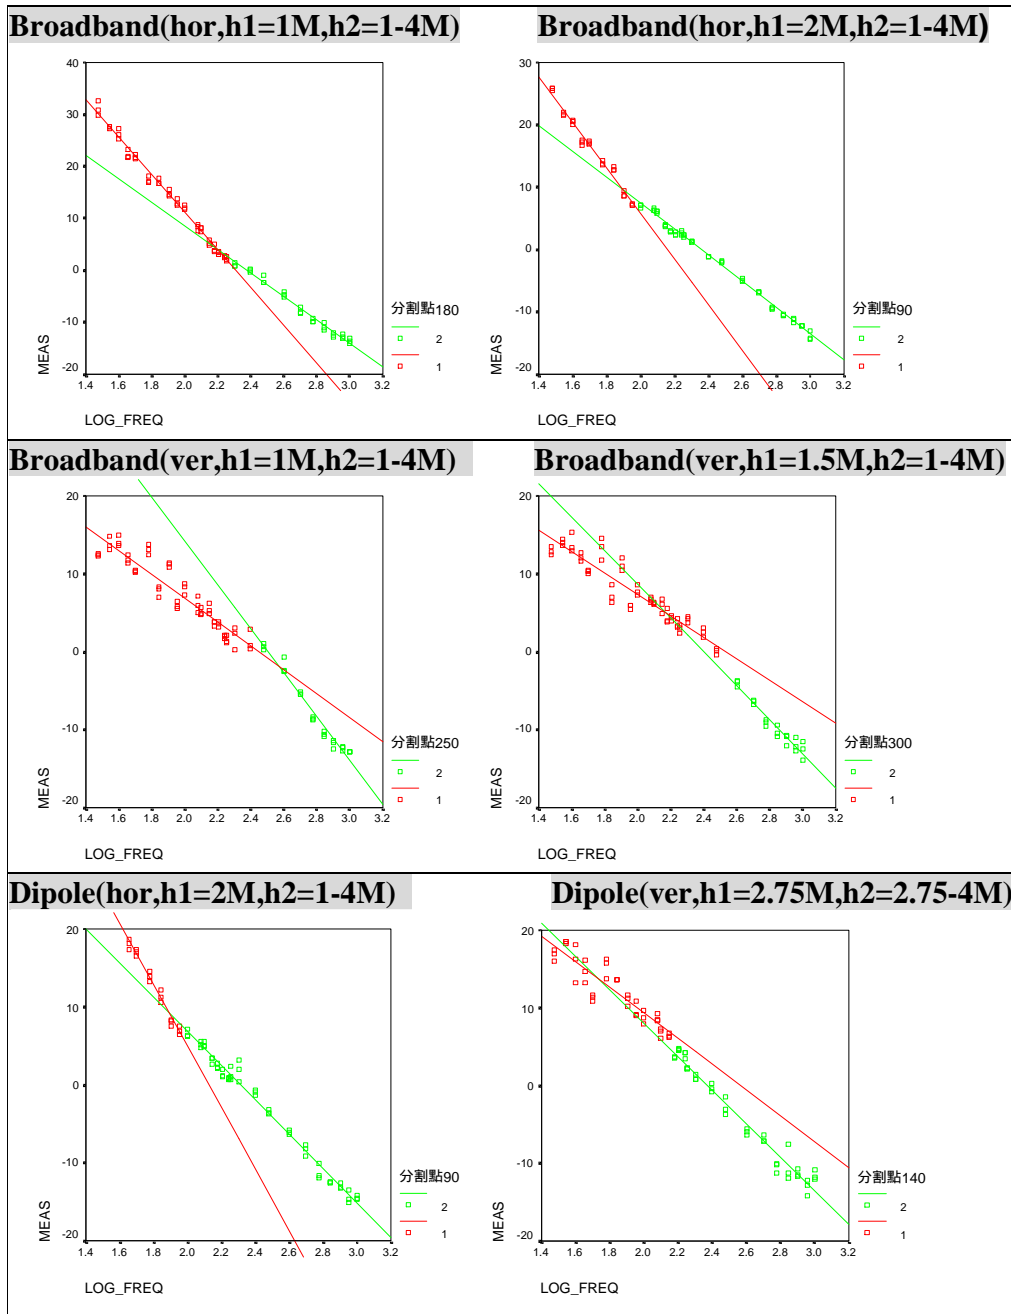 Broadband(hor,h1=1M,h2=1-4M)
40
30
20
10
0
-10
-20
MEAS
1.4 1.6 1.8 2.0 2.2 2.4 2.6 2.8 3.0 3.2
LOG_FREQ
分割點180
2
1
Broadband(hor,h1=2M,h2=1-4M)
30
20
10
0
-10
-20
MEAS
1.4 1.6 1.8 2.0 2.2 2.4 2.6 2.8 3.0 3.2
LOG_FREQ
分割點90
2
1
Broadband(ver,h1=1M,h2=1-4M)
20
10
0
-10
-20
MEAS
1.4 1.6 1.8 2.0 2.2 2.4 2.6 2.8 3.0 3.2
LOG_FREQ
分割點250
2
1
Broadband(ver,h1=1.5M,h2=1-4M)
20
10
0
-10
-20
MEAS
1.4 1.6 1.8 2.0 2.2 2.4 2.6 2.8 3.0 3.2
LOG_FREQ
分割點300
2
1
Dipole(hor,h1=2M,h2=1-4M)
20
10
0
-10
-20
MEAS
1.4 1.6 1.8 2.0 2.2 2.4 2.6 2.8 3.0 3.2
LOG_FREQ
分割點90
2
1
Dipole(ver,h1=2.75M,h2=2.75-4M)
20
10
0
-10
-20
MEAS
1.4 1.6 1.8 2.0 2.2 2.4 2.6 2.8 3.0 3.2
LOG_FREQ
分割點140
2
1